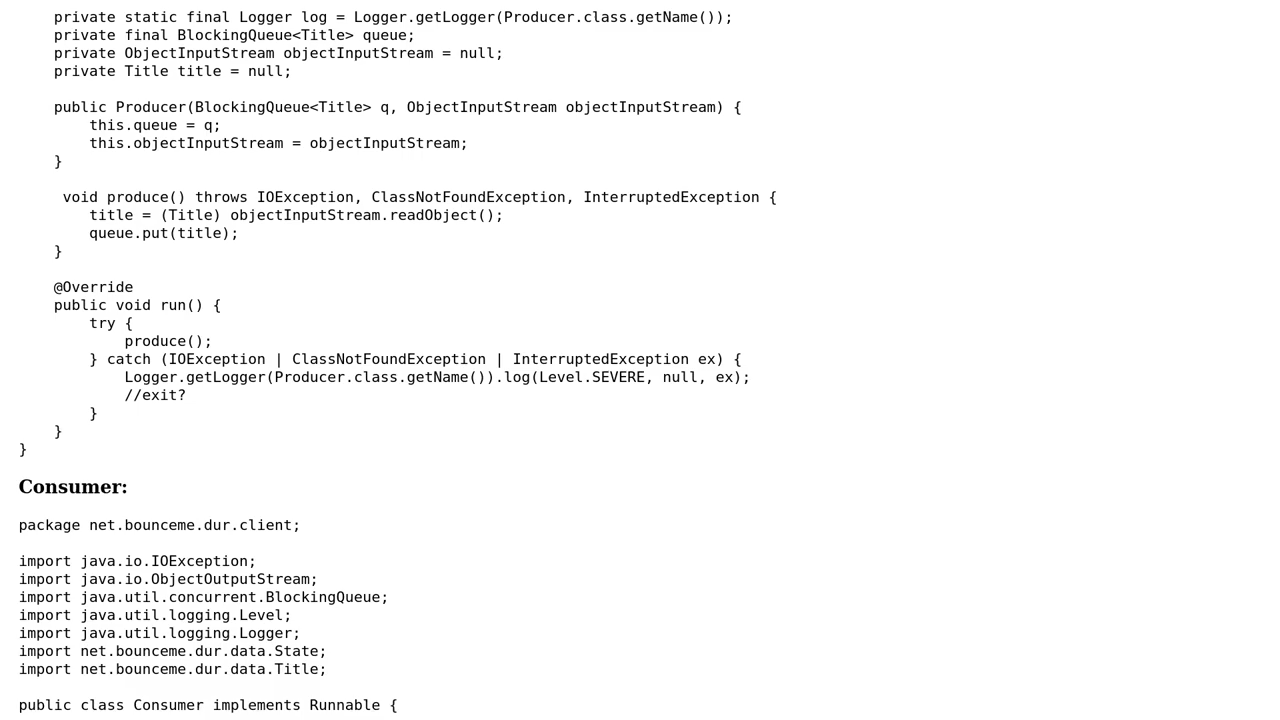 private static final Logger log = Logger.getLogger(Producer.class.getName());
    private final BlockingQueue<Title> queue;
    private ObjectInputStream objectInputStream = null;
    private Title title = null;

    public Producer(BlockingQueue<Title> q, ObjectInputStream objectInputStream) {
        this.queue = q;
        this.objectInputStream = objectInputStream;
    }

     void produce() throws IOException, ClassNotFoundException, InterruptedException {
        title = (Title) objectInputStream.readObject();
        queue.put(title);
    }

    @Override
    public void run() {
        try {
            produce();
        } catch (IOException | ClassNotFoundException | InterruptedException ex) {
            Logger.getLogger(Producer.class.getName()).log(Level.SEVERE, null, ex);
            //exit?
        }
    }
}
Consumer:
package net.bounceme.dur.client;

import java.io.IOException;
import java.io.ObjectOutputStream;
import java.util.concurrent.BlockingQueue;
import java.util.logging.Level;
import java.util.logging.Logger;
import net.bounceme.dur.data.State;
import net.bounceme.dur.data.Title;

public class Consumer implements Runnable {